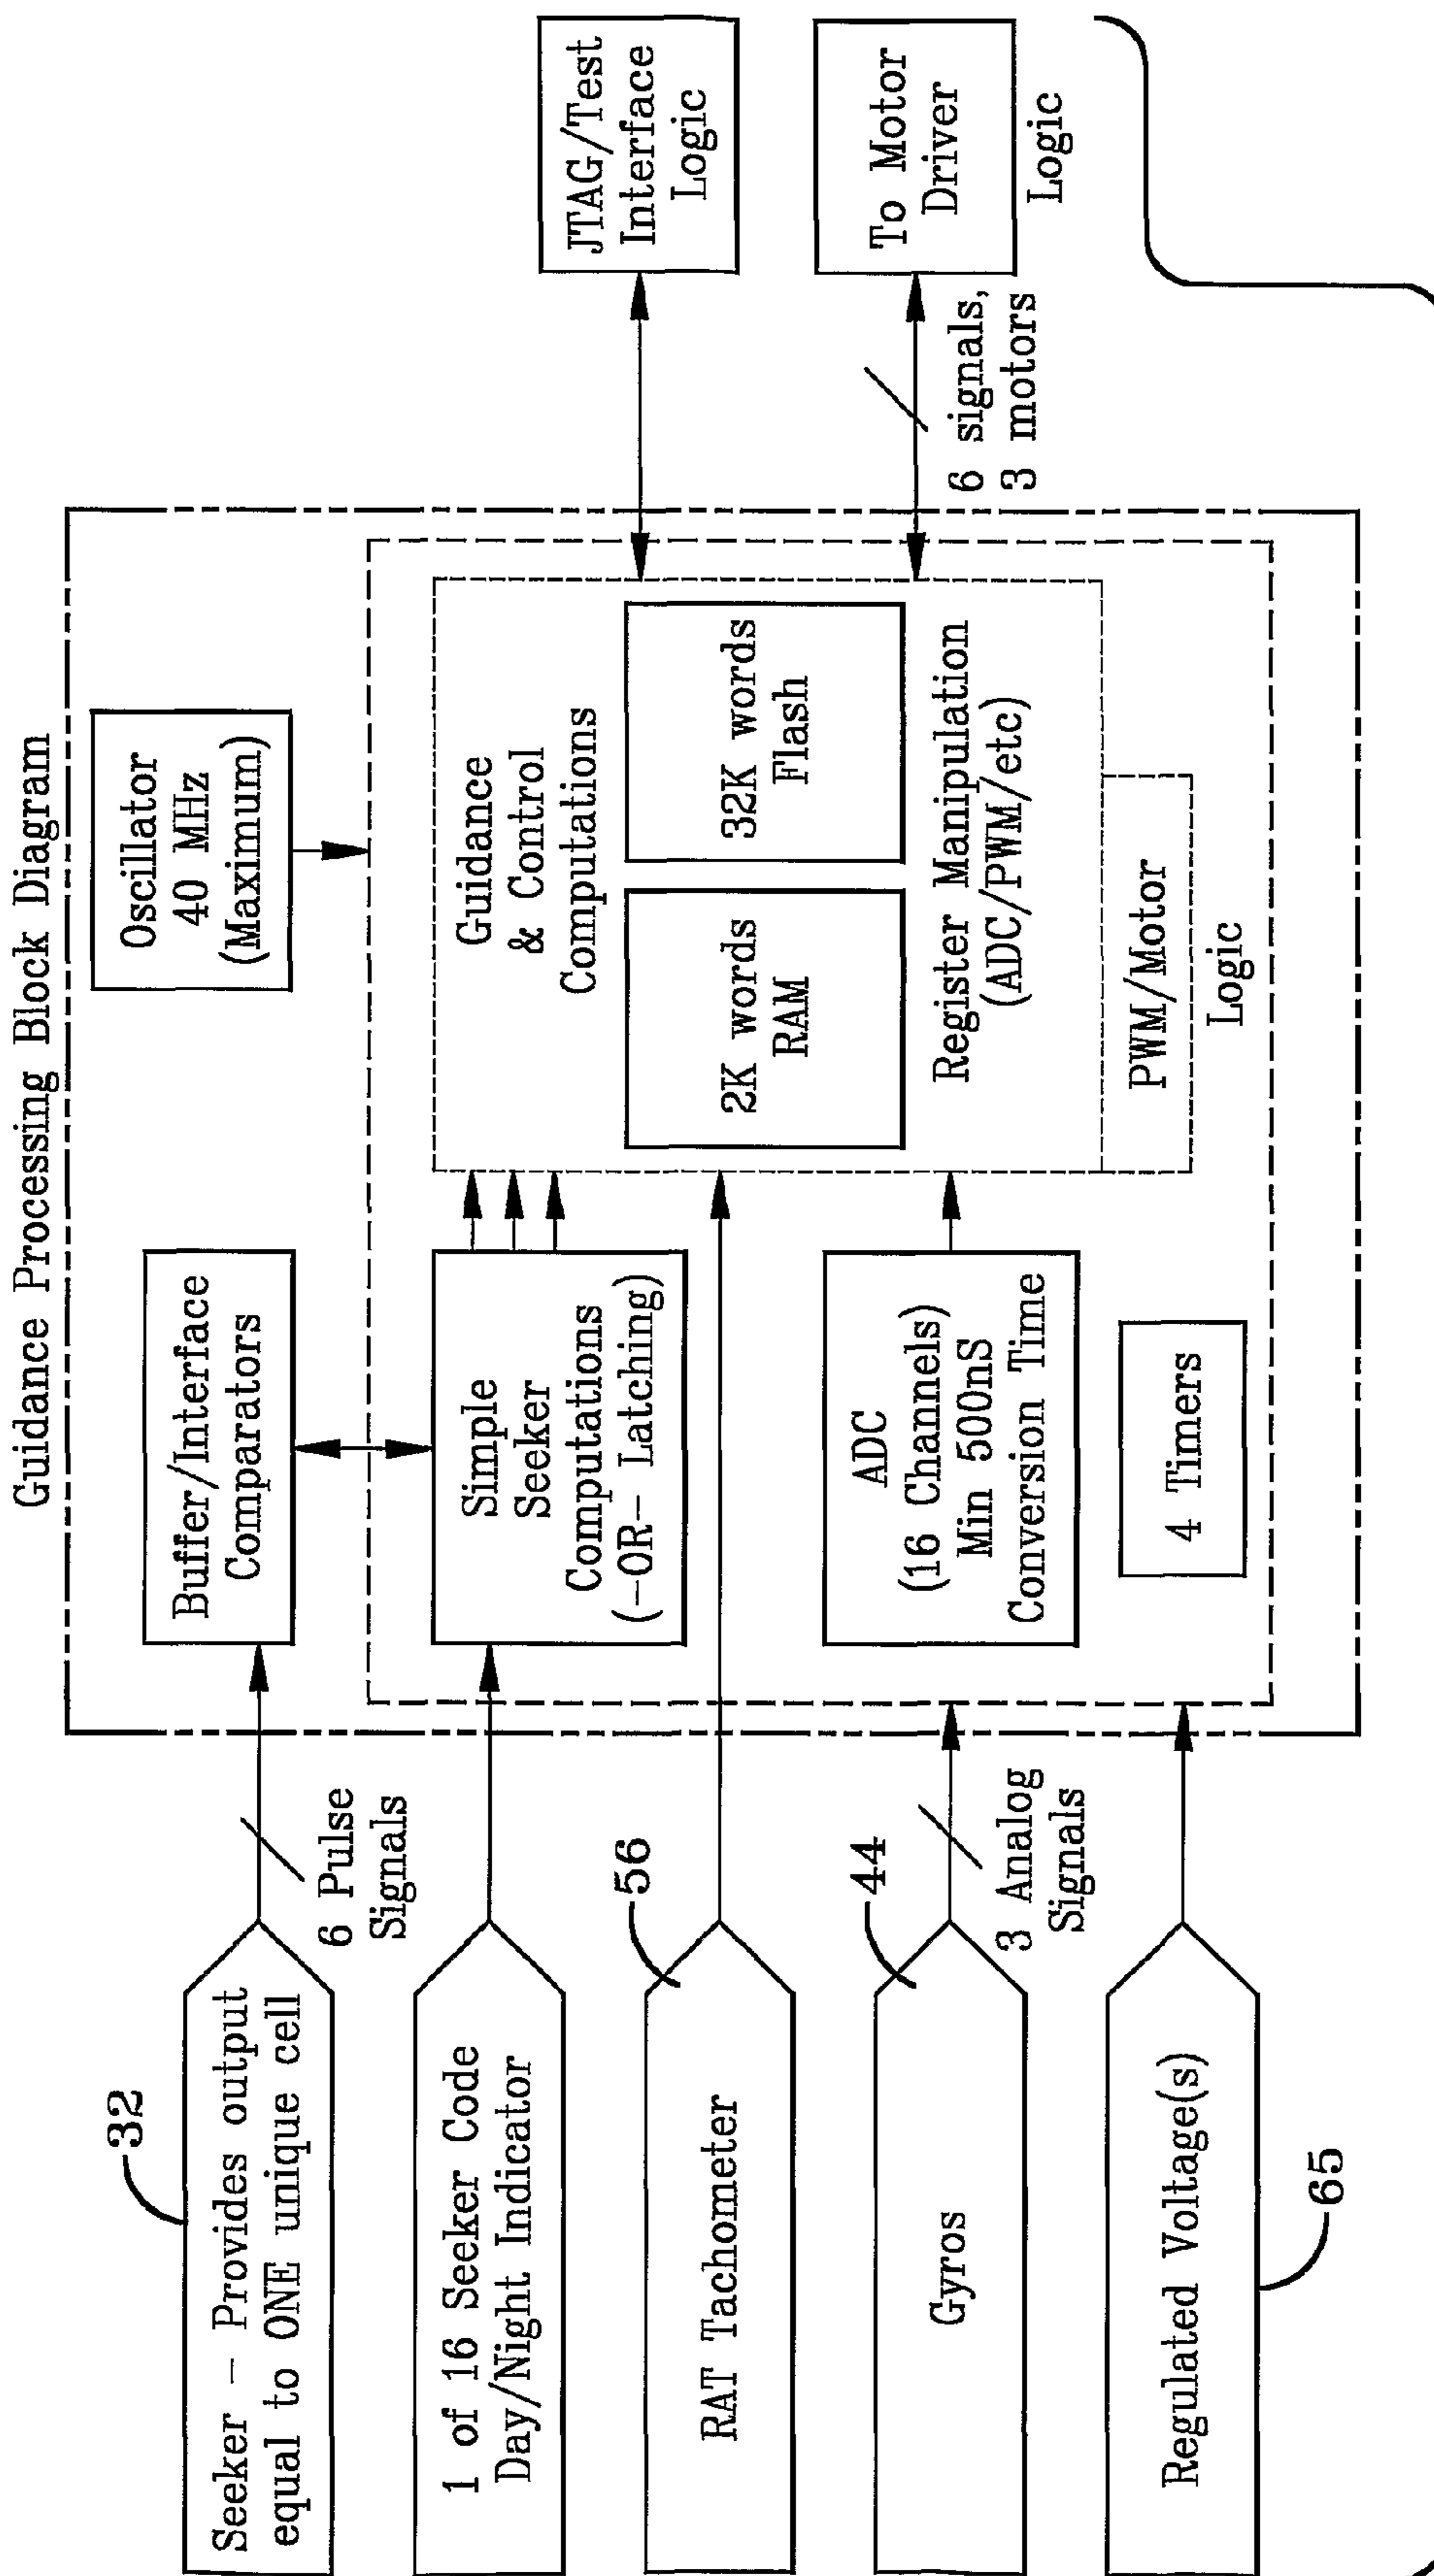 Guidance Processing Block Diagram
32
Seeker – Provides output
equal to ONE unique cell
6 Pulse
Signals
Buffer/Interface
Comparators
Oscillator
40 MHz
(Maximum)
1 of 16 Seeker Code
Day/Night Indicator
Simple
Seeker
Computations
(–OR– Latching)
Guidance
& Control
Computations
2K words
RAM
32K words
Flash
Register Manipulation
(ADC/PWM/etc)
PWM/Motor
Logic
JTAG/Test
Interface
Logic
To Motor
Driver
Logic
6 signals,
3 motors
56
RAT Tachometer
44
Gyros
3 Analog
Signals
ADC
(16 Channels)
Min 500nS
Conversion Time
4 Timers
Regulated Voltage(s)
65